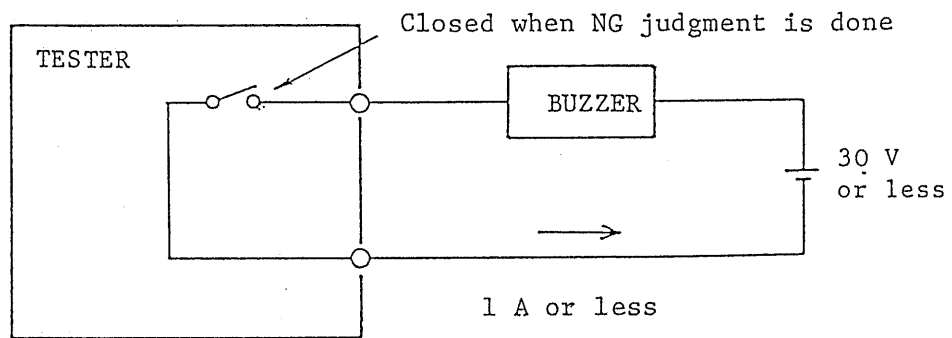 Closed when NG judgment is done
TESTER
BUZZER
30 V
or less
1 A or less